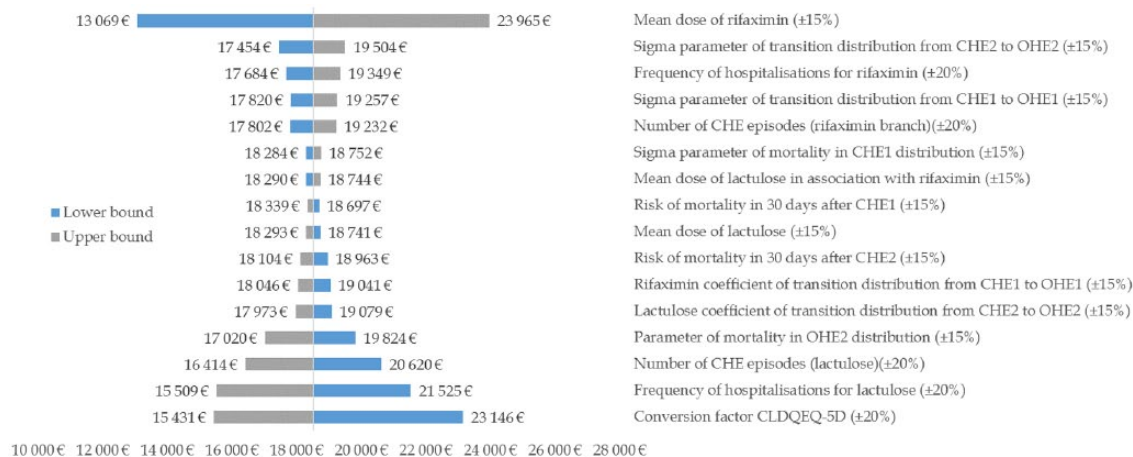 13 069 € 23 965 € Mean dose of rifaximin (±15%)
17 454 € 19 504 € Sigma parameter of transition distribution from CHE2 to OHE2 (±15%)
17 684 € 19 349 € Frequency of hospitalisations for rifaximin (±20%)
17 820 € 19 257 € Sigma parameter of transition distribution from CHE1 to OHE1 (±15%)
17 802 € 19 232 € Number of CHE episodes (rifaximin branch)(±20%)
18 284 € 18 752 € Sigma parameter of mortality in CHE1 distribution (±15%)
18 290 € 18 744 € Mean dose of lactulose in association with rifaximin (±15%)
18 339 € 18 697 € Risk of mortality in 30 days after CHE1 (±15%)
Lower bound
18 293 € 18 741 € Mean dose of lactulose (±15%)
Upper bound
18 104 € 18 963 € Risk of mortality in 30 days after CHE2 (±15%)
18 046 € 19 041 € Rifaximin coefficient of transition distribution from CHE1 to OHE1 (±15%)
17 973 € 19 079 € Lactulose coefficient of transition distribution from CHE2 to OHE2 (±15%)
17 020 € 19 824 € Parameter of mortality in OHE2 distribution (±15%)
16 414 € 20 620 € Number of CHE episodes (lactulose)(±20%)
15 509 € 21 525 € Frequency of hospitalisations for lactulose (±20%)
15 431 € 23 146 € Conversion factor CLDQEQ-5D (±20%)
10 000 € 12 000 € 14 000 € 16 000 € 18 000 € 20 000 € 22 000 € 24 000 € 26 000 € 28 000 €